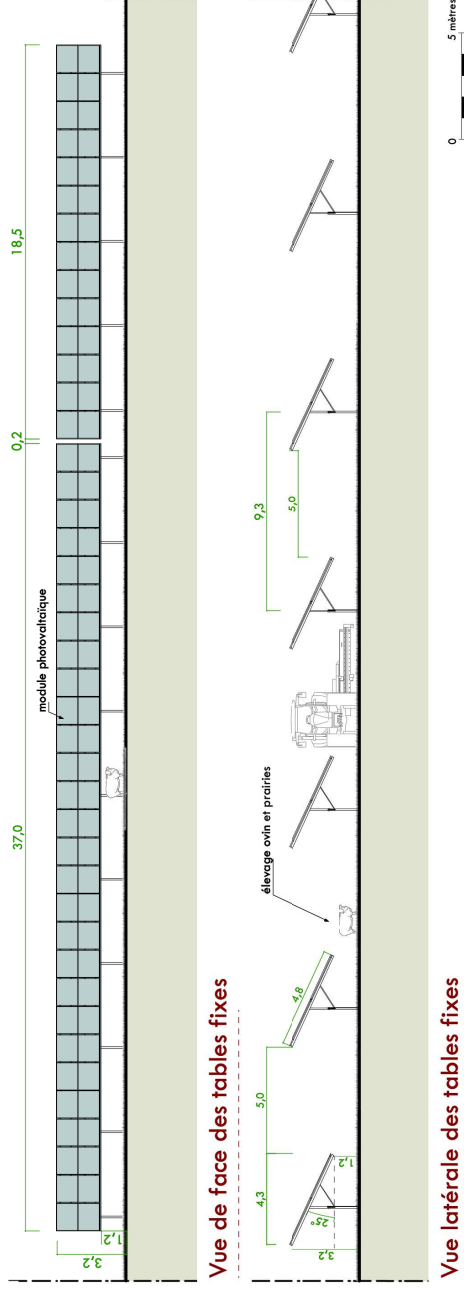 37,0
0,2
18,5
module photovoltaïque
3,2
1,2
Vue de face des tables fixes
4,3
5,0
4,8
élevage ovin et prairies
9,3
5,0
3,2
25°
1,2
Vue latérale des tables fixes
0
5 mètres